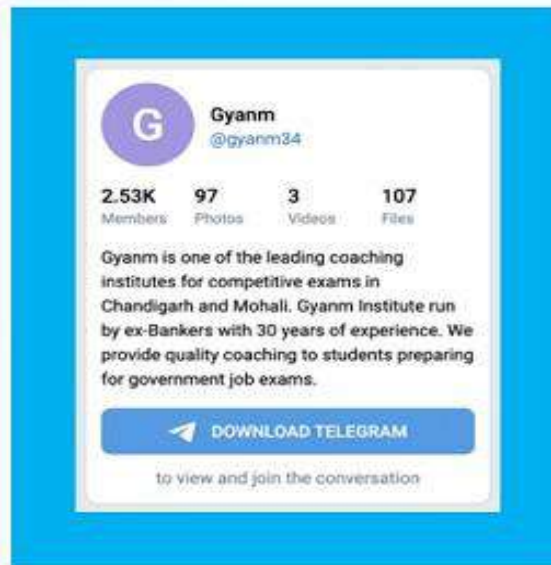 G
Gyanm
@gyanm34
2.53K 97 3 107
Members Photos Videos Files
Gyanm is one of the leading coaching
institutes for competitive exams in
Chandigarh and Mohali. Gyanm Institute run
by ex-Bankers with 30 years of experience. We
provide quality coaching to students preparing
for government job exams.
DOWNLOAD TELEGRAM
to view and join the conversation